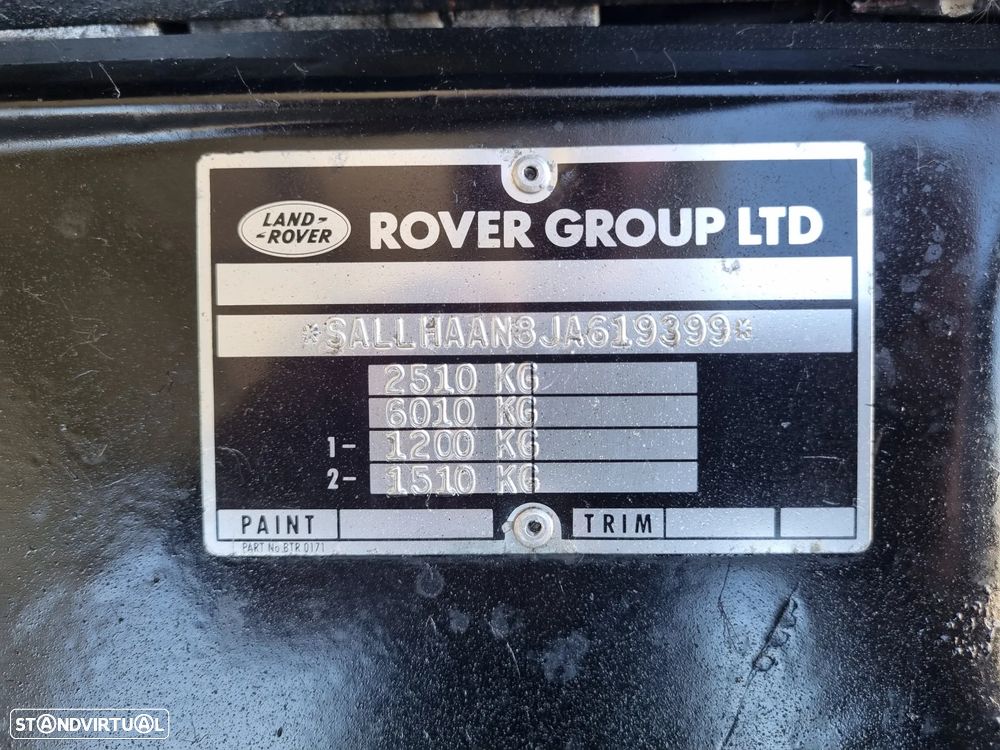 LAND-
-ROVER
ROVER GROUP LTD
*SALLHAAN8JA619399*
2510 KG
6010 KG
1- 1200 KG
2- 1510 KG
PAINT TRIM
PART No BTR 0171
STANDVIRTUAL